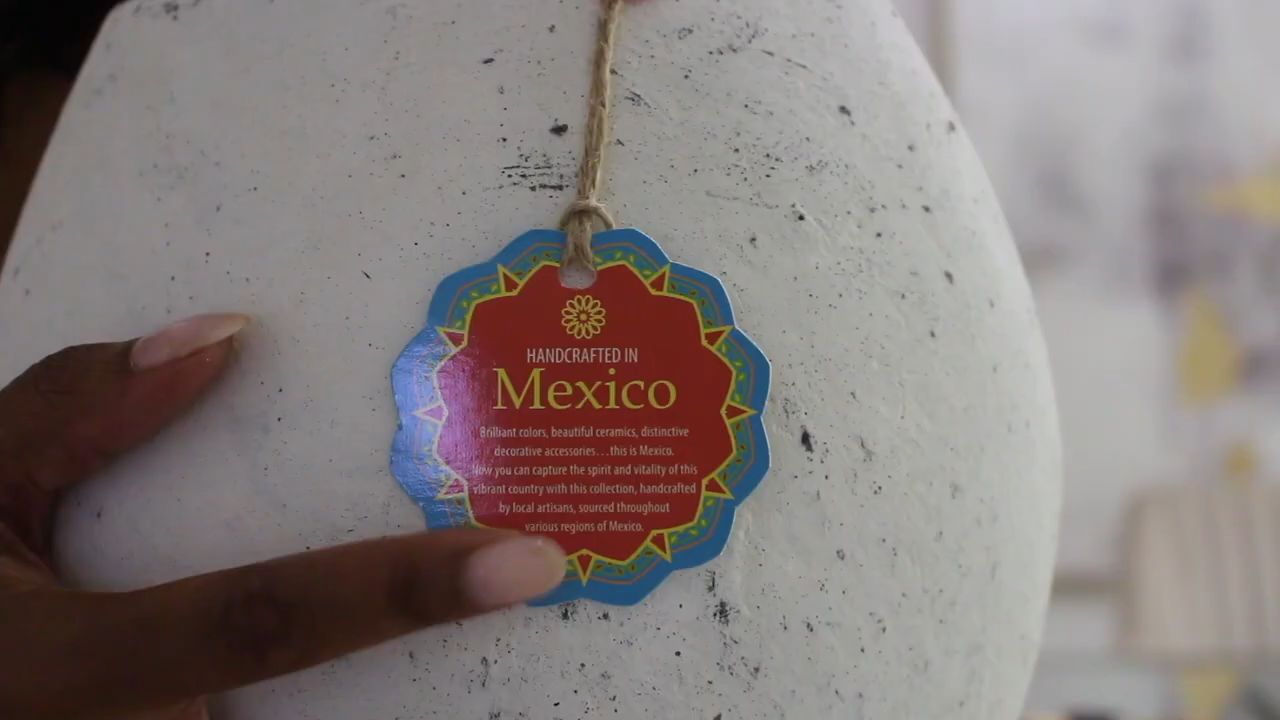 HANDCRAFTED IN
Mexico
Brilliant colors, beautiful ceramics, distinctive
decorative accessories...this is Mexico.
Now you can capture the spirit and vitality of this
vibrant country with this collection, handcrafted
by local artisans, sourced throughout
various regions of Mexico.